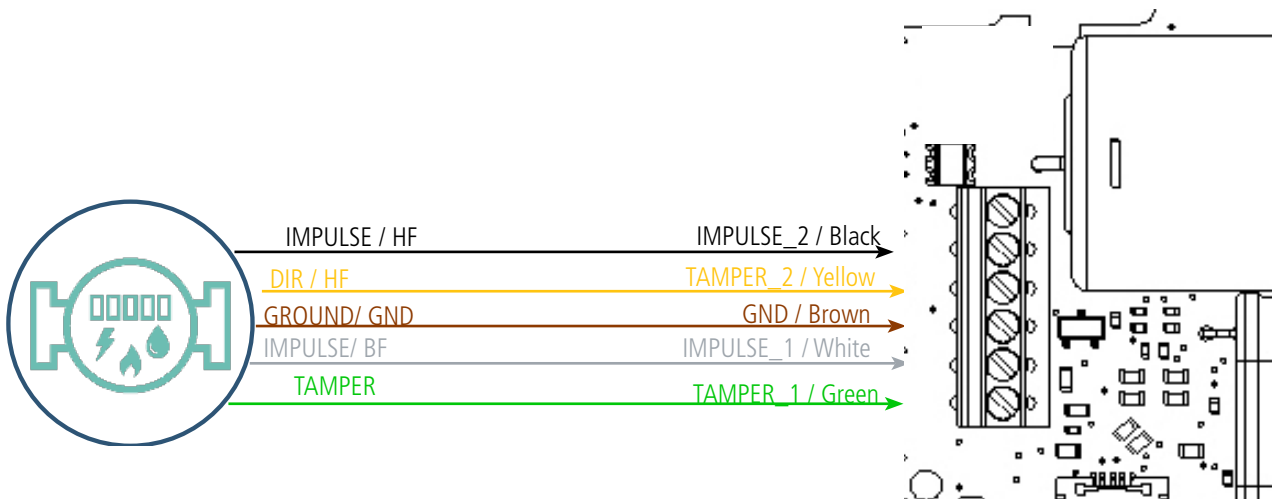 IMPULSE / HF
IMPULSE_2 / Black
DIR / HF
TAMPER_2 / Yellow
GROUND/ GND
GND / Brown
IMPULSE/ BF
IMPULSE_1 / White
TAMPER
TAMPER_1 / Green